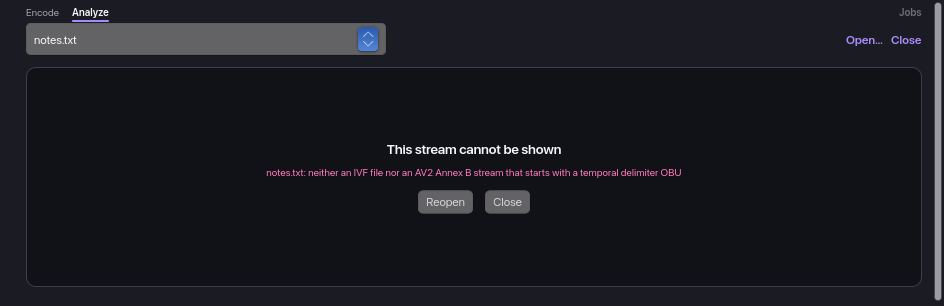 Encode Analyze Jobs
notes.txt Open... Close
This stream cannot be shown
notes.txt: neither an IVF file nor an AV2 Annex B stream that starts with a temporal delimiter OBU
Reopen Close